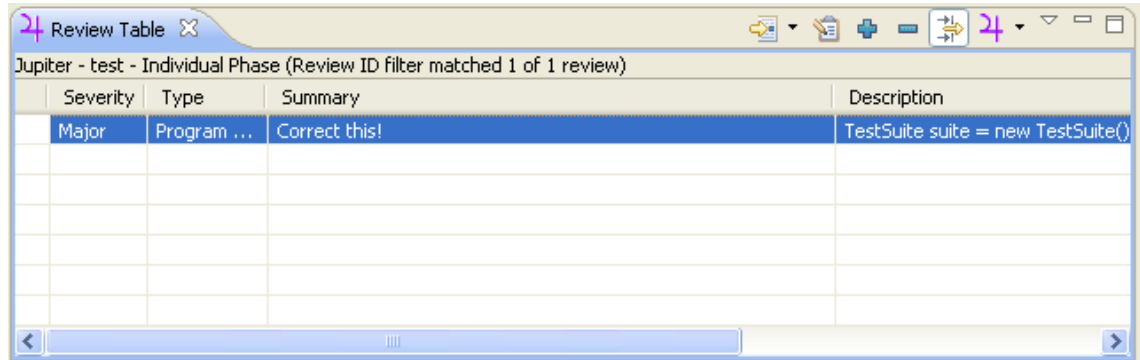 Review Table
Jupiter - test - Individual Phase (Review ID filter matched 1 of 1 review)
Severity Type Summary Description
Major Program ... Correct this! TestSuite suite = new TestSuite()